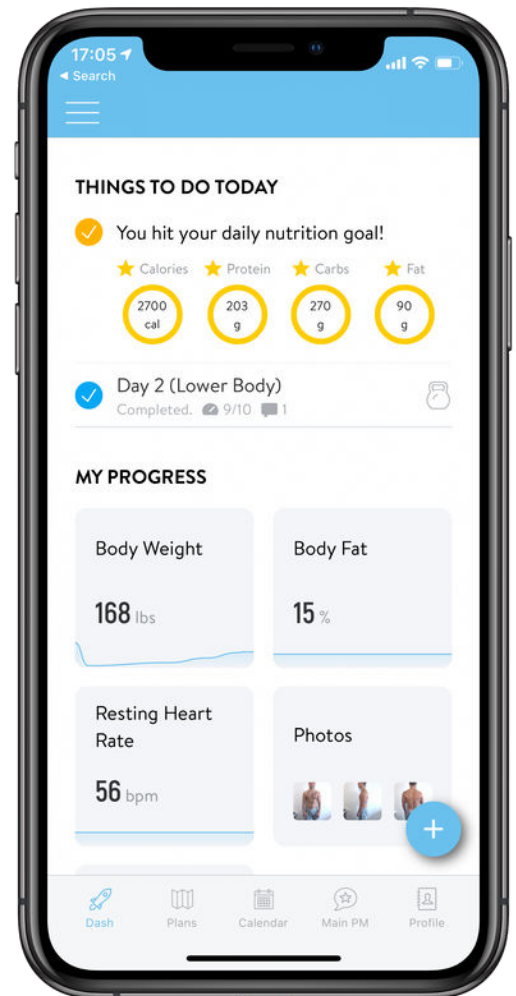 17:05
◀ Search
THINGS TO DO TODAY
You hit your daily nutrition goal!
Calories Protein Carbs Fat
2700 203 270 90
cal g g g
Day 2 (Lower Body)
Completed. 9/10 1
MY PROGRESS
Body Weight Body Fat
168 lbs 15 %
Resting Heart
Rate
Photos
56 bpm
+
Dash Plans Calendar Main PM Profile